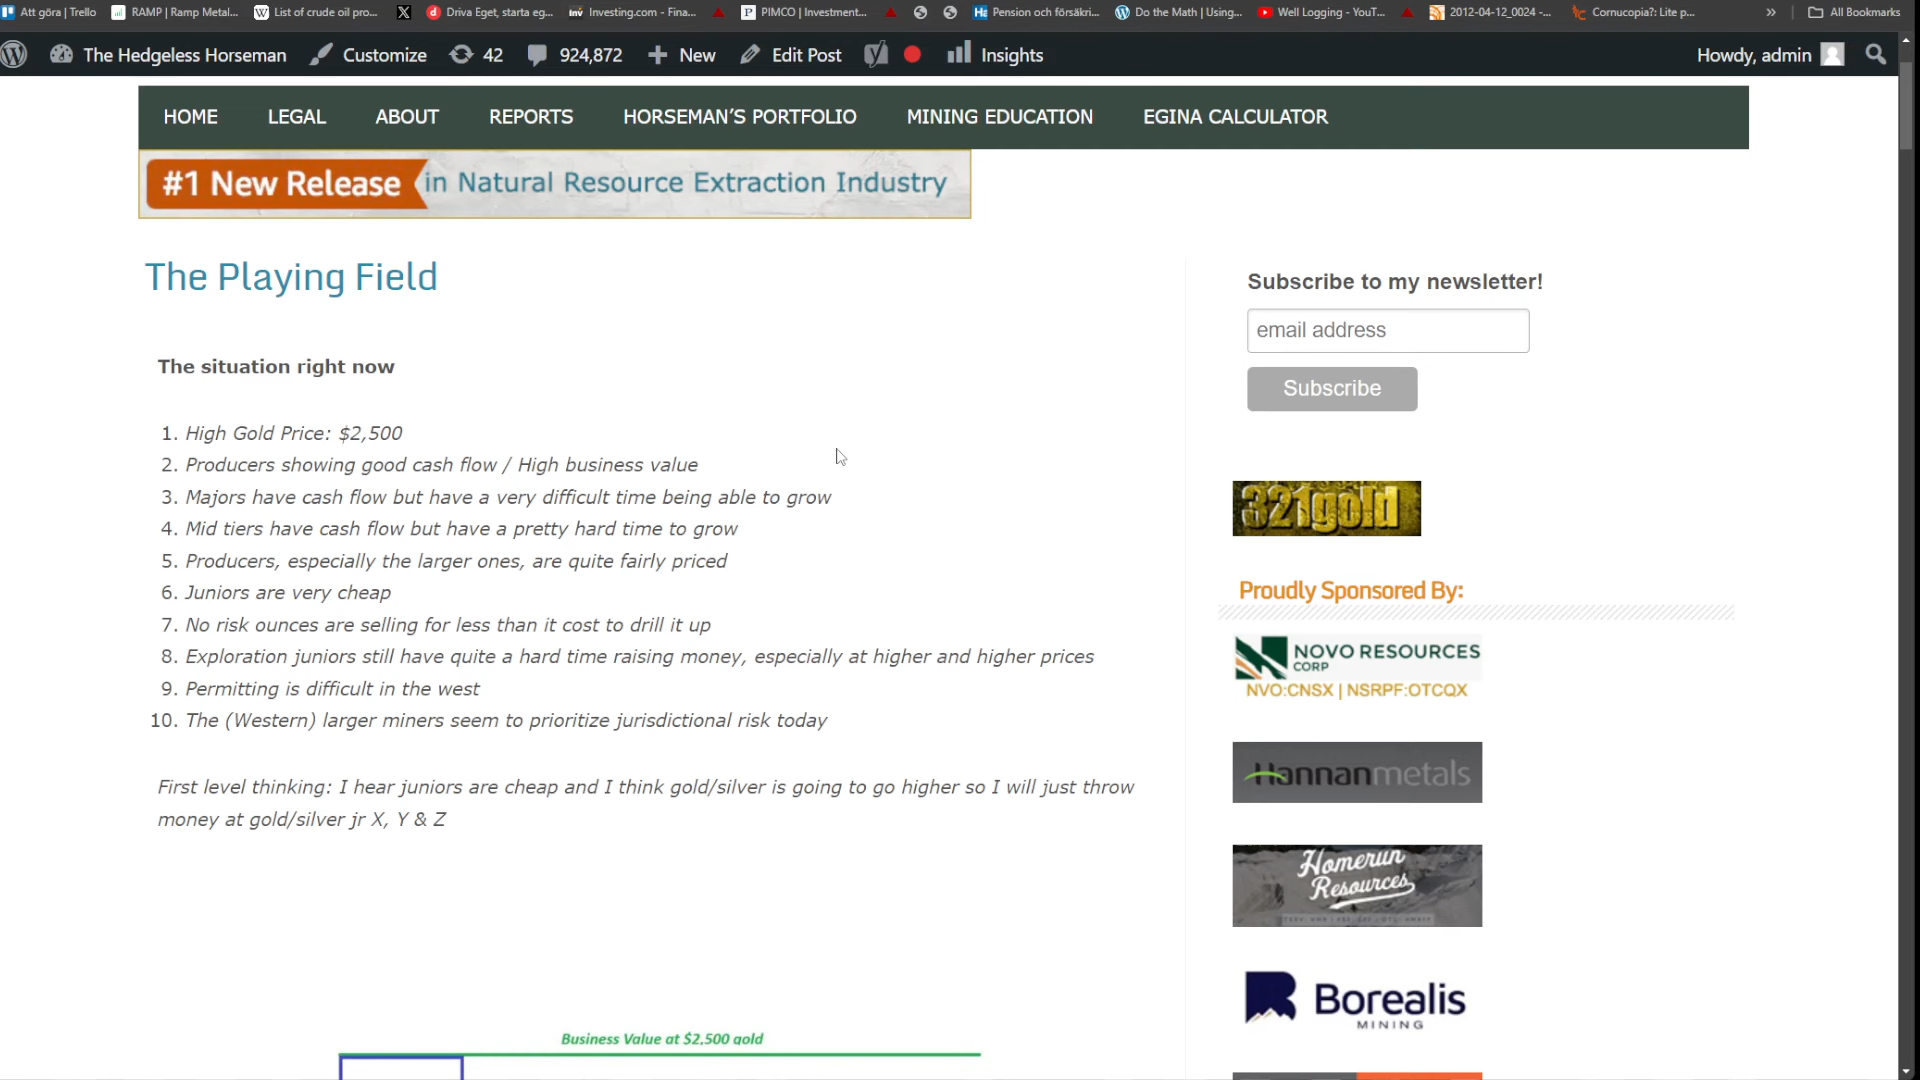 Att göra | Trello
RAMP | Ramp Metal...
List of crude oil pro...
Driva Eget, starta eg...
Investing.com - Fina...
PIMCO | Investment...
Pension och försäkri...
Do the Math | Using...
Well Logging - YouT...
2012-04-12_0024 -...
Cornucopia?: Lite p...
All Bookmarks
The Hedgeless Horseman
Customize
42
924,872
New
Edit Post
Insights
Howdy, admin
HOME
LEGAL
ABOUT
REPORTS
HORSEMAN'S PORTFOLIO
MINING EDUCATION
EGINA CALCULATOR
#1 New Release in Natural Resource Extraction Industry
The Playing Field
The situation right now
1. High Gold Price: $2,500
2. Producers showing good cash flow / High business value
3. Majors have cash flow but have a very difficult time being able to grow
4. Mid tiers have cash flow but have a pretty hard time to grow
5. Producers, especially the larger ones, are quite fairly priced
6. Juniors are very cheap
7. No risk ounces are selling for less than it cost to drill it up
8. Exploration juniors still have quite a hard time raising money, especially at higher and higher prices
9. Permitting is difficult in the west
10. The (Western) larger miners seem to prioritize jurisdictional risk today
First level thinking: I hear juniors are cheap and I think gold/silver is going to go higher so I will just throw
money at gold/silver jr X, Y & Z
Business Value at $2,500 gold
Subscribe to my newsletter!
email address
Subscribe
321gold
Proudly Sponsored By:
NOVO RESOURCES
CORP
NVO:CNSX | NSRPF:OTCQX
Hannanmetals
Homerun
Resources
Borealis
MINING